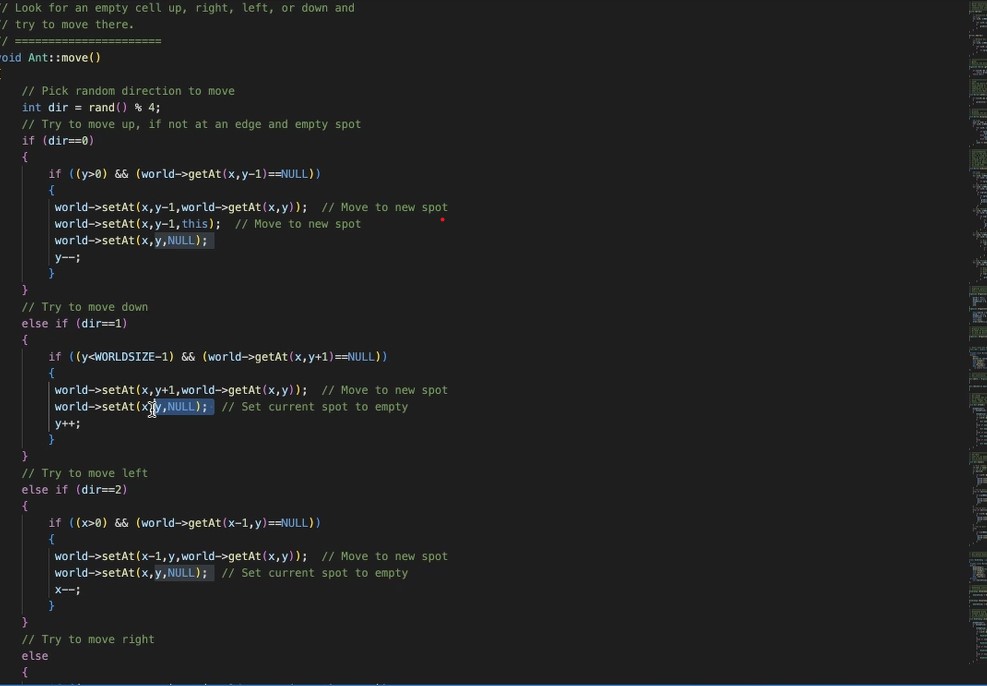 // Look for an empty cell up, right, left, or down and
// try to move there.
// ======================
void Ant::move()
{
// Pick random direction to move
int dir = rand() % 4;
// Try to move up, if not at an edge and empty spot
if (dir==0)
{
if ((y>0) && (world->getAt(x,y-1)==NULL))
{
world->setAt(x,y-1,world->getAt(x,y)); // Move to new spot
world->setAt(x,y-1,this); // Move to new spot
world->setAt(x,y,NULL);
y--;
}
}
// Try to move down
else if (dir==1)
{
if ((y<WORLDSIZE-1) && (world->getAt(x,y+1)==NULL))
{
world->setAt(x,y+1,world->getAt(x,y)); // Move to new spot
world->setAt(x,y,NULL); // Set current spot to empty
y++;
}
}
// Try to move left
else if (dir==2)
{
if ((x>0) && (world->getAt(x-1,y)==NULL))
{
world->setAt(x-1,y,world->getAt(x,y)); // Move to new spot
world->setAt(x,y,NULL); // Set current spot to empty
x--;
}
}
// Try to move right
else
{